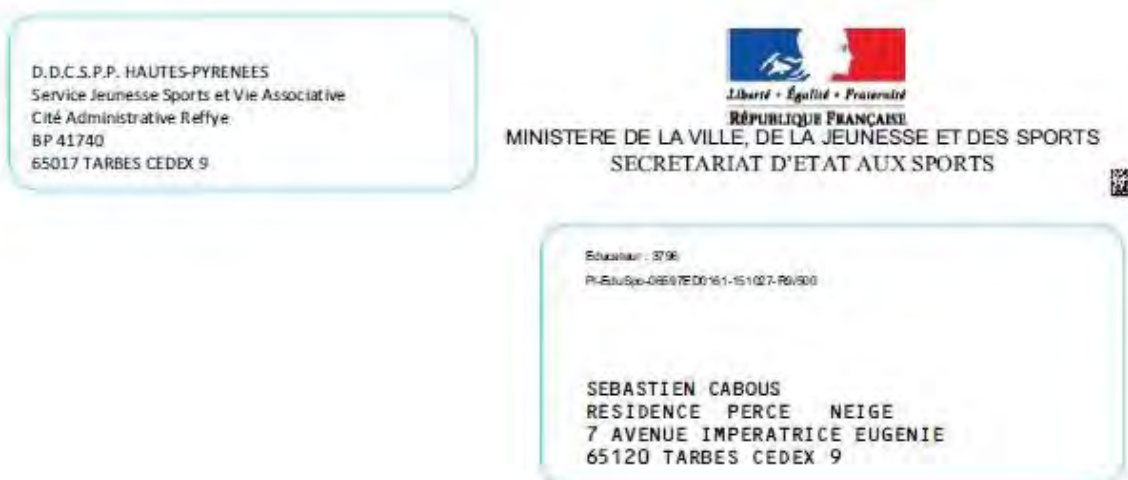 D.D.C.S.P.P. HAUTES-PYRENEES
Service Jeunesse Sports et Vie Associative
Cité Administrative Reffye
BP 41740
65017 TARBES CEDEX 9
Liberté • Égalité • Fraternité
RÉPUBLIQUE FRANÇAISE
MINISTERE DE LA VILLE, DE LA JEUNESSE ET DES SPORTS
SECRETARIAT D'ETAT AUX SPORTS
Educateur : 3796
SEBASTIEN CABOUS
RESIDENCE PERCE NEIGE
7 AVENUE IMPERATRICE EUGENIE
65120 TARBES CEDEX 9